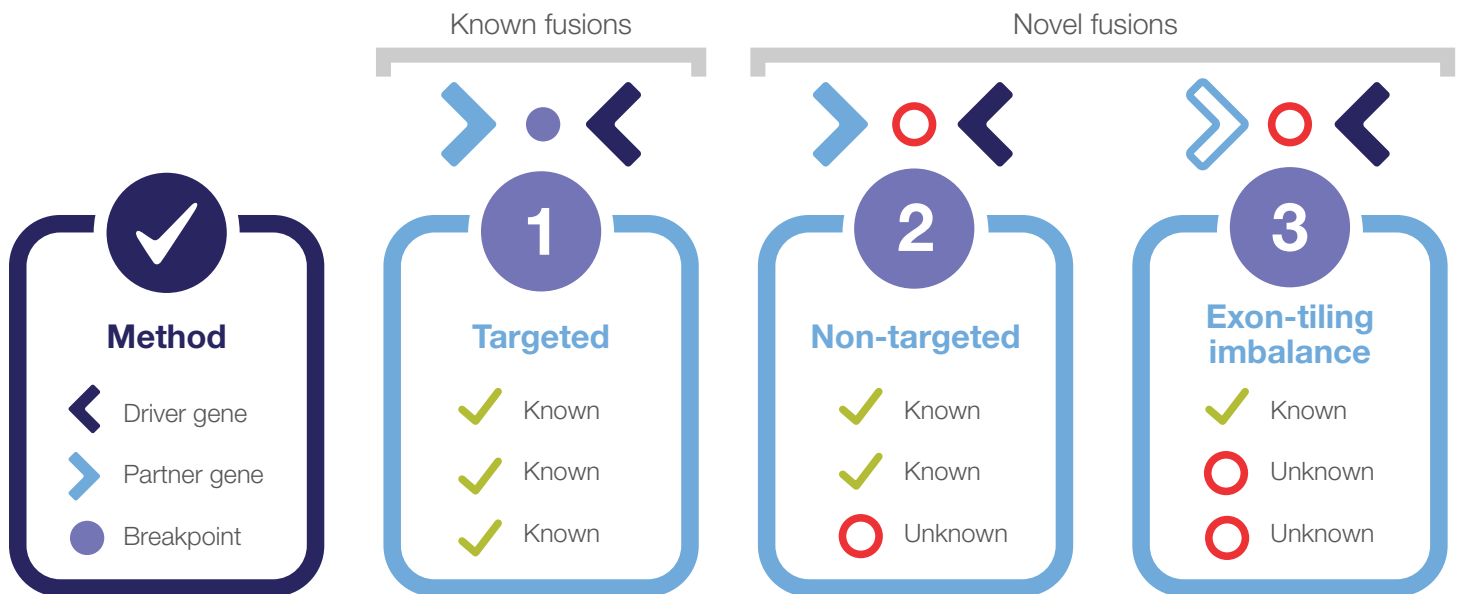 Known fusions
Novel fusions
Method
Driver gene
Partner gene
Breakpoint
1
Targeted
Known
Known
Known
2
Non-targeted
Known
Known
Unknown
3
Exon-tiling
imbalance
Known
Unknown
Unknown